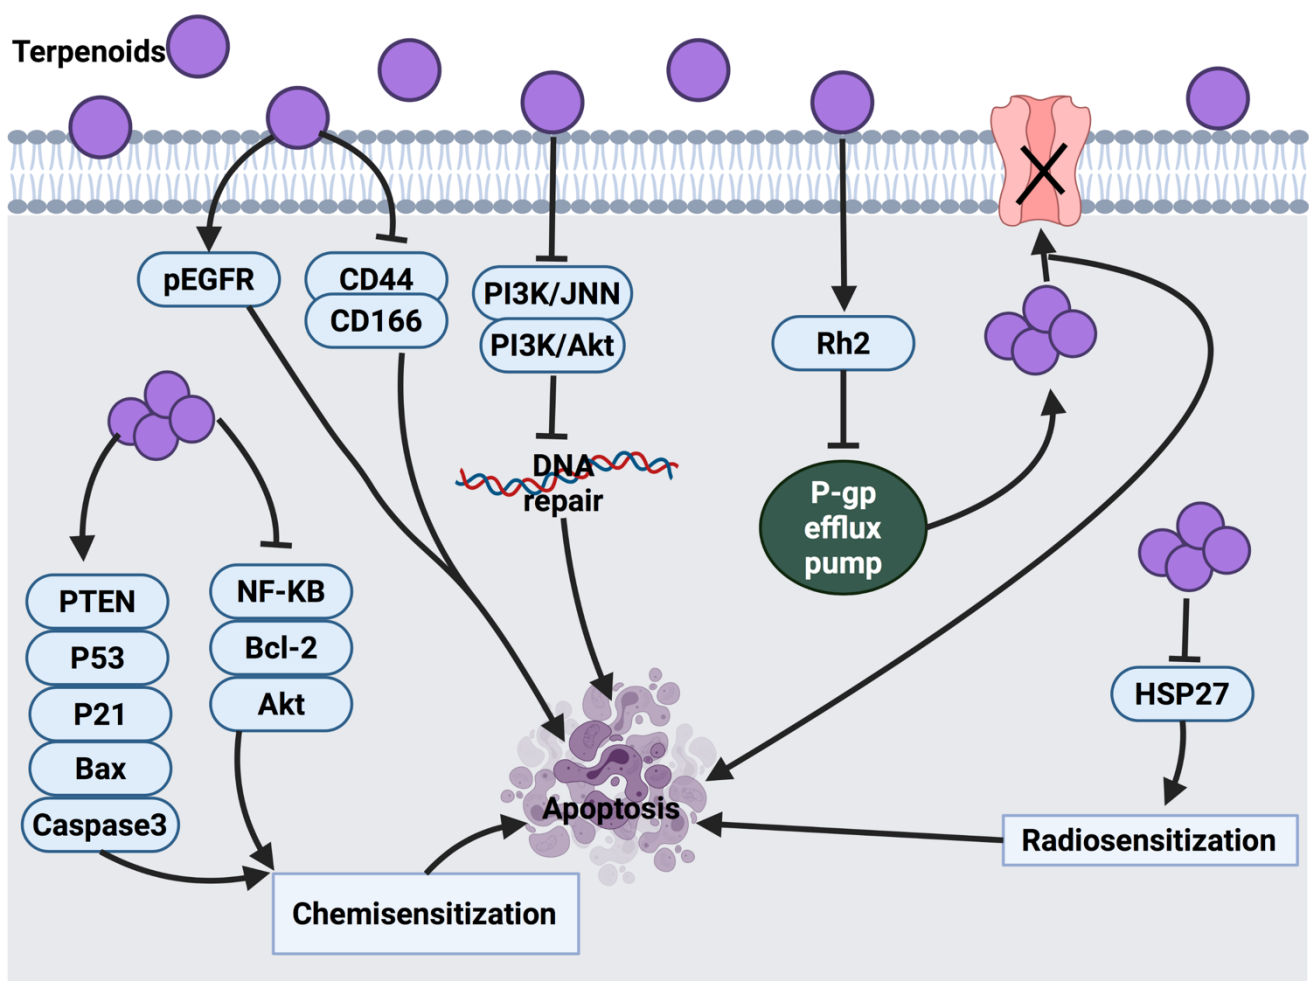 Terpenoids
pEGFR
CD44
CD166
PI3K/JNN
PI3K/Akt
Rh2
DNA
repair
P-gp
efflux
pump
PTEN
P53
P21
Bax
Caspase3
NF-KB
Bcl-2
Akt
HSP27
Apoptosis
Radiosensitization
Chemisensitization